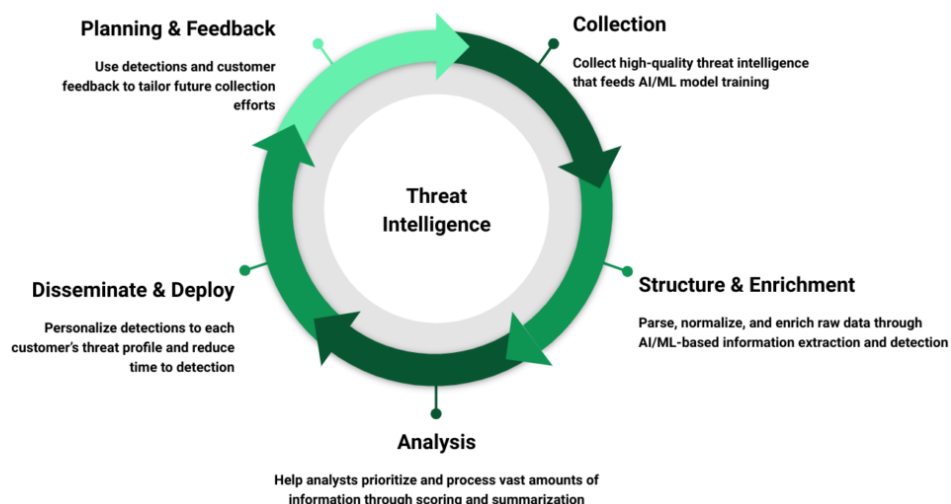 Planning & Feedback
Use detections and customer
feedback to tailor future collection
efforts
Collection
Collect high-quality threat intelligence
that feeds AI/ML model training
Threat
Intelligence
Disseminate & Deploy
Personalize detections to each
customer's threat profile and reduce
time to detection
Structure & Enrichment
Parse, normalize, and enrich raw data through
AI/ML-based information extraction and detection
Analysis
Help analysts prioritize and process vast amounts of
information through scoring and summarization